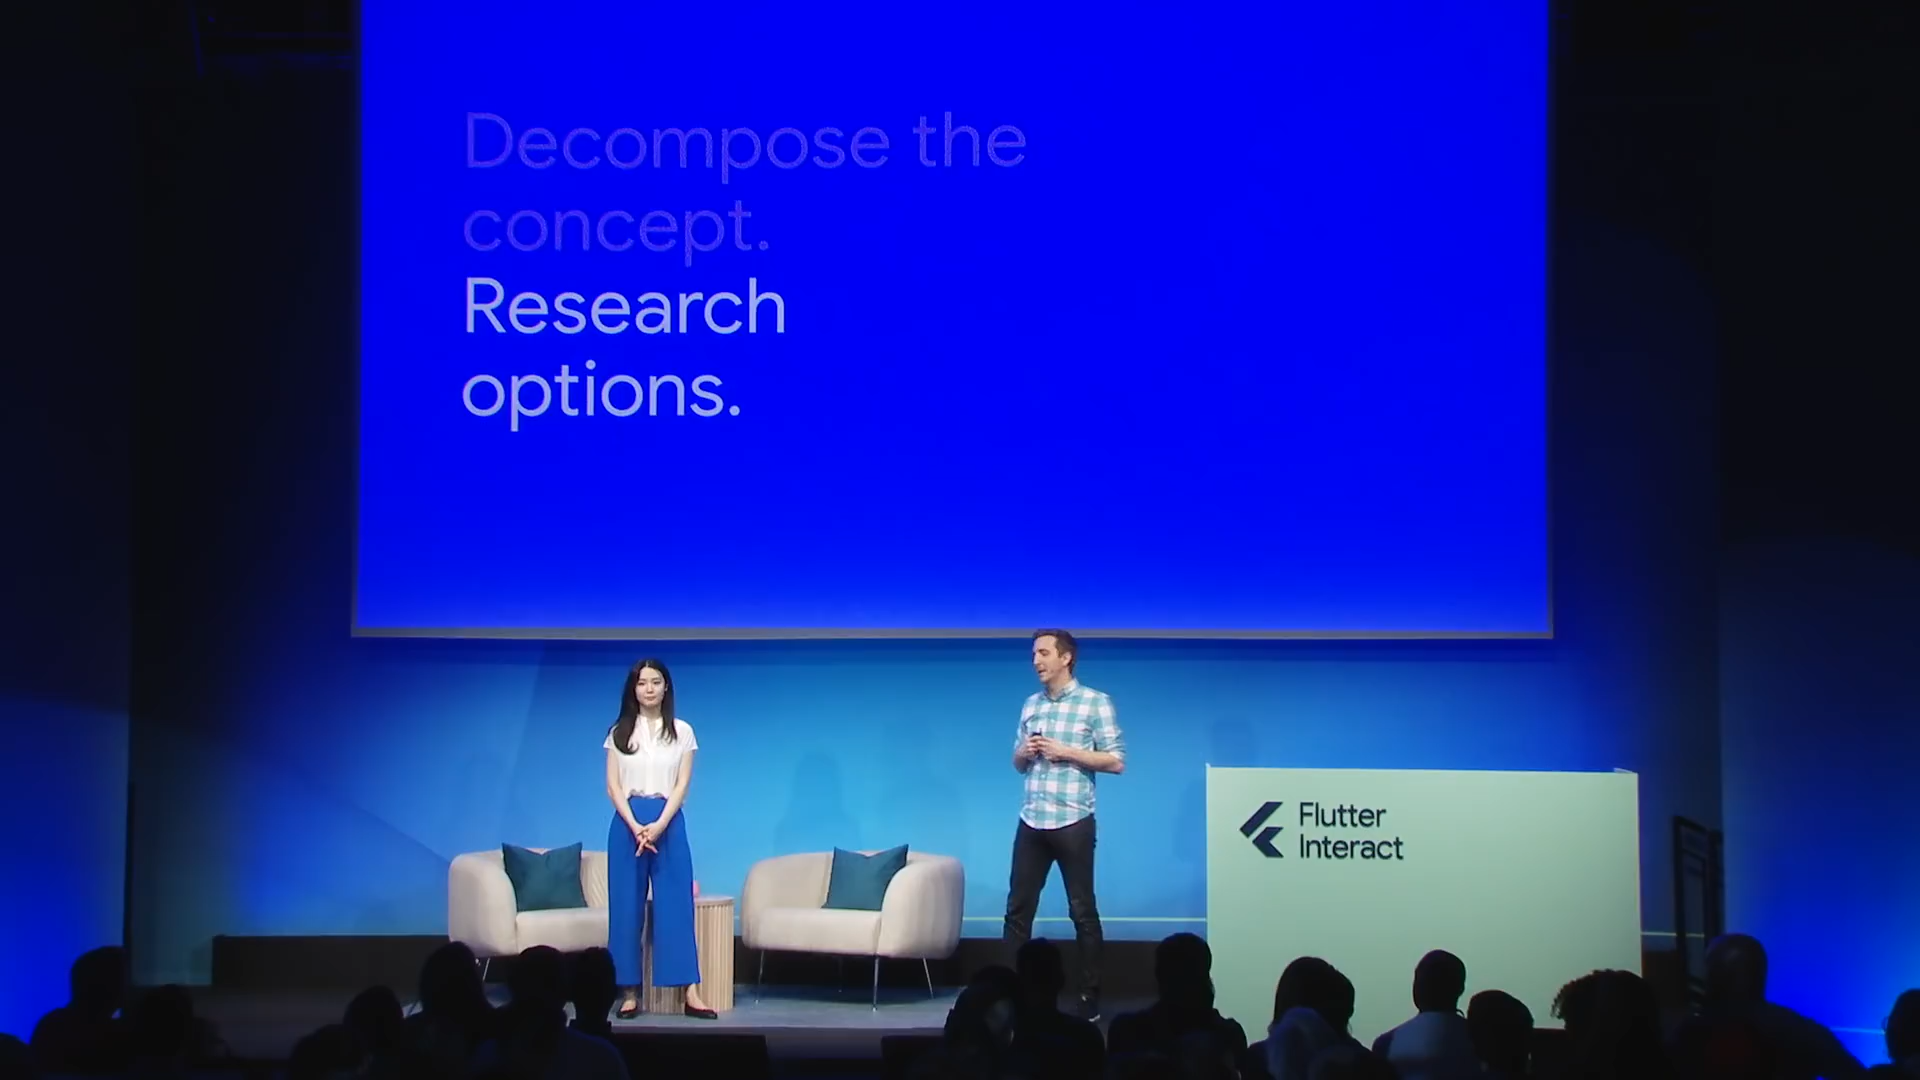 Decompose the
concept.
Research
options.
Flutter
Interact